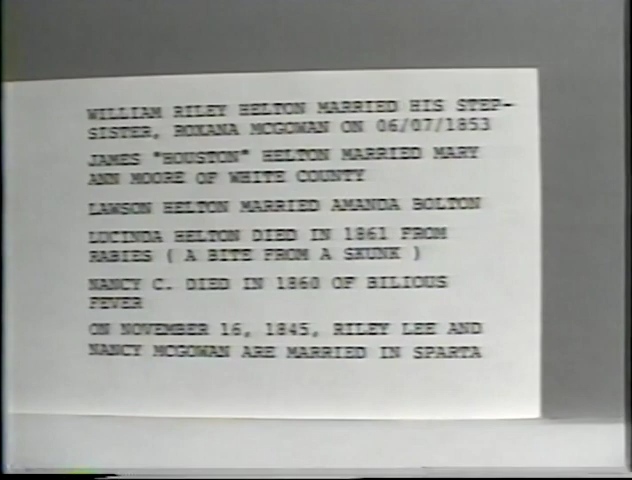 WILLIAM RILEY HELTON MARRIED HIS STEP-
SISTER, ROXANA MCGOWAN ON 06/07/1853
JAMES "HOUSTON" HELTON MARRIED MARY
ANN MOORE OF WHITE COUNTY
LAWSON HELTON MARRIED AMANDA BOLTON
LUCINDA HELTON DIED IN 1861 FROM
RABIES ( A BITE FROM A SKUNK )
NANCY C. DIED IN 1860 OF BILIOUS
FEVER
ON NOVEMBER 16, 1845, RILEY LEE AND
NANCY MCGOWAN ARE MARRIED IN SPARTA